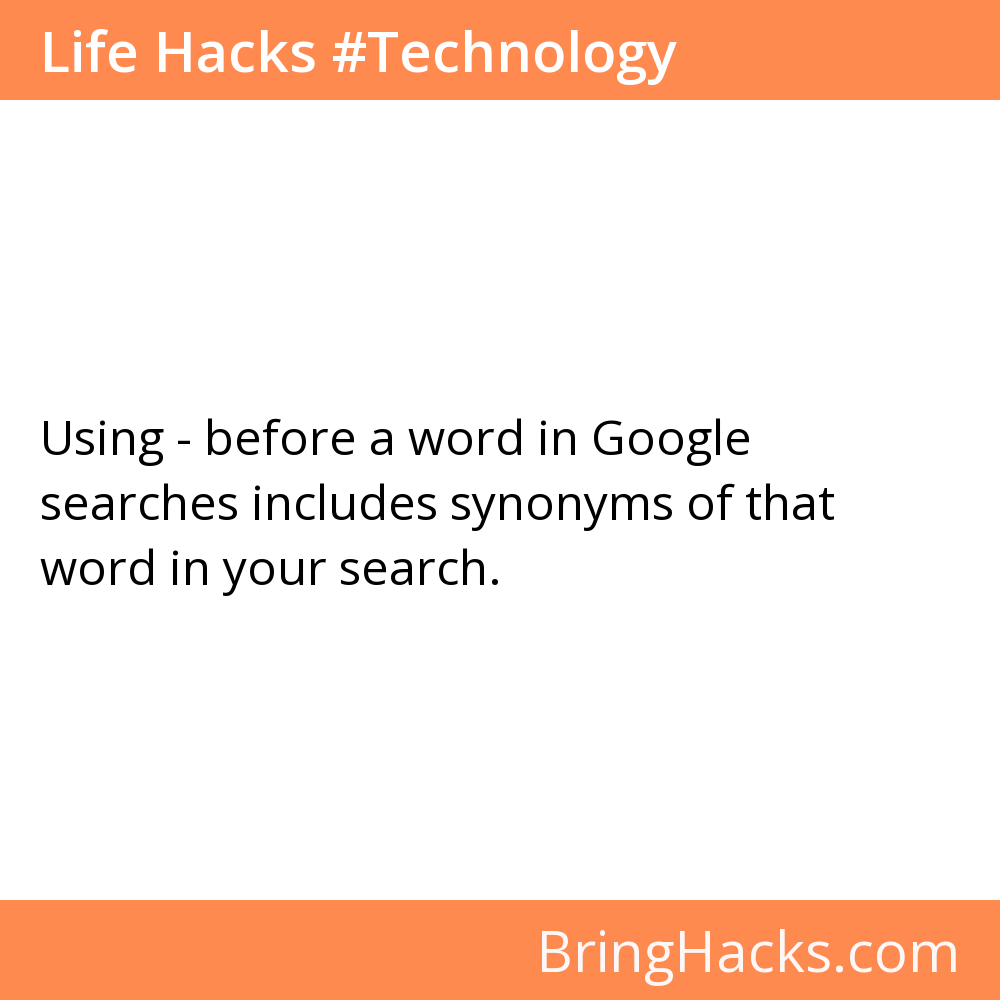 Life Hacks #Technology
Using - before a word in Google
searches includes synonyms of that
word in your search.
BringHacks.com